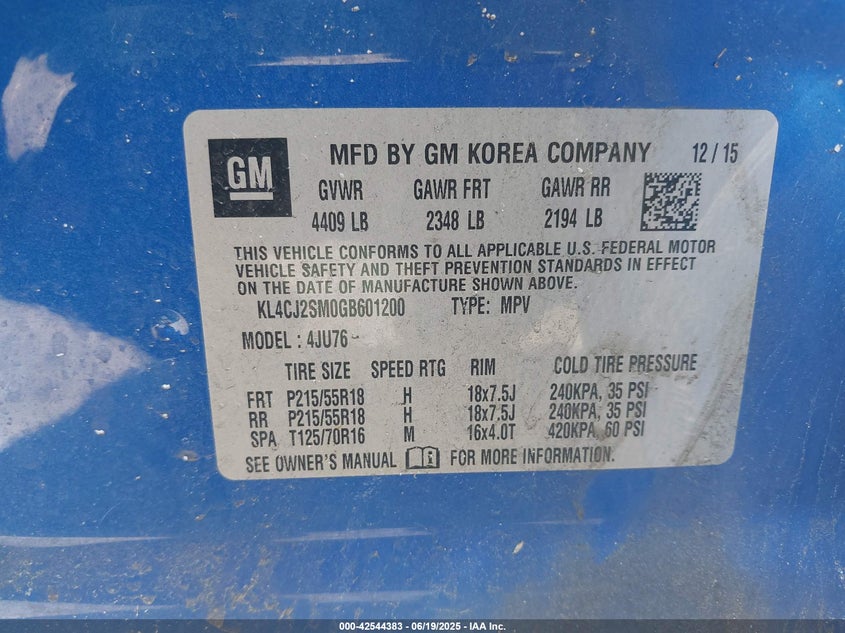 GM MFD BY GM KOREA COMPANY 12 / 15
GVWR GAWR FRT GAWR RR
4409 LB 2348 LB 2194 LB
THIS VEHICLE CONFORMS TO ALL APPLICABLE U.S. FEDERAL MOTOR
VEHICLE SAFETY AND THEFT PREVENTION STANDARDS IN EFFECT
ON THE DATE OF MANUFACTURE SHOWN ABOVE.
KL4CJ2SM0GB601200 TYPE: MPV
MODEL : 4JU76
TIRE SIZE SPEED RTG RIM COLD TIRE PRESSURE
FRT P215/55R18 H 18x7.5J 240KPA, 35 PSI
RR P215/55R18 H 18x7.5J 240KPA, 35 PSI
SPA T125/70R16 M 16x4.0T 420KPA, 60 PSI
SEE OWNER'S MANUAL FOR MORE INFORMATION.
000-42544383 - 06/19/2025 - IAA Inc.